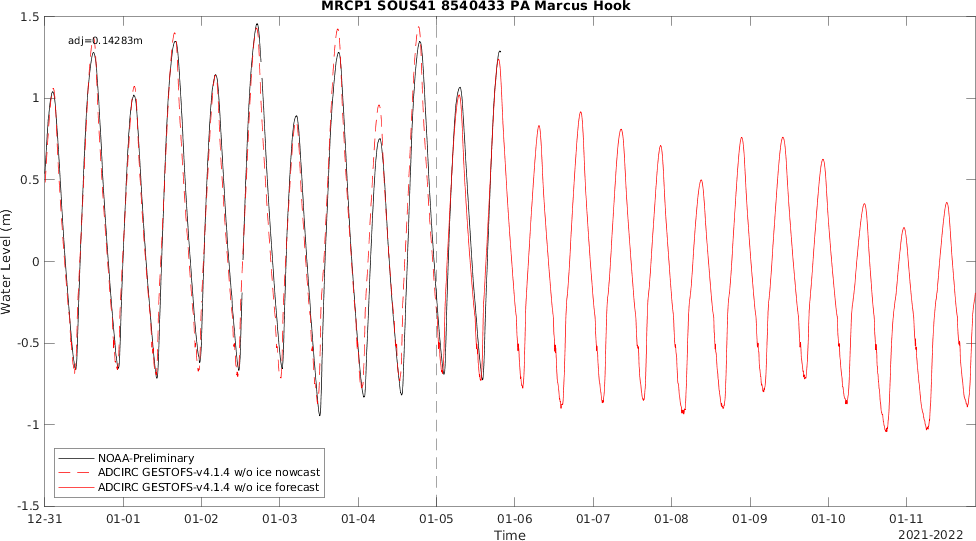 MRCP1 SOUS41 8540433 PA Marcus Hook
adj=0.14283m
1.5
1
0.5
0
-0.5
-1
-1.5
Water Level (m)
NOAA-Preliminary
ADCIRC GESTOFS-v4.1.4 w/o ice nowcast
ADCIRC GESTOFS-v4.1.4 w/o ice forecast
12-31 01-01 01-02 01-03 01-04 01-05 01-06 01-07 01-08 01-09 01-10 01-11
Time
2021-2022